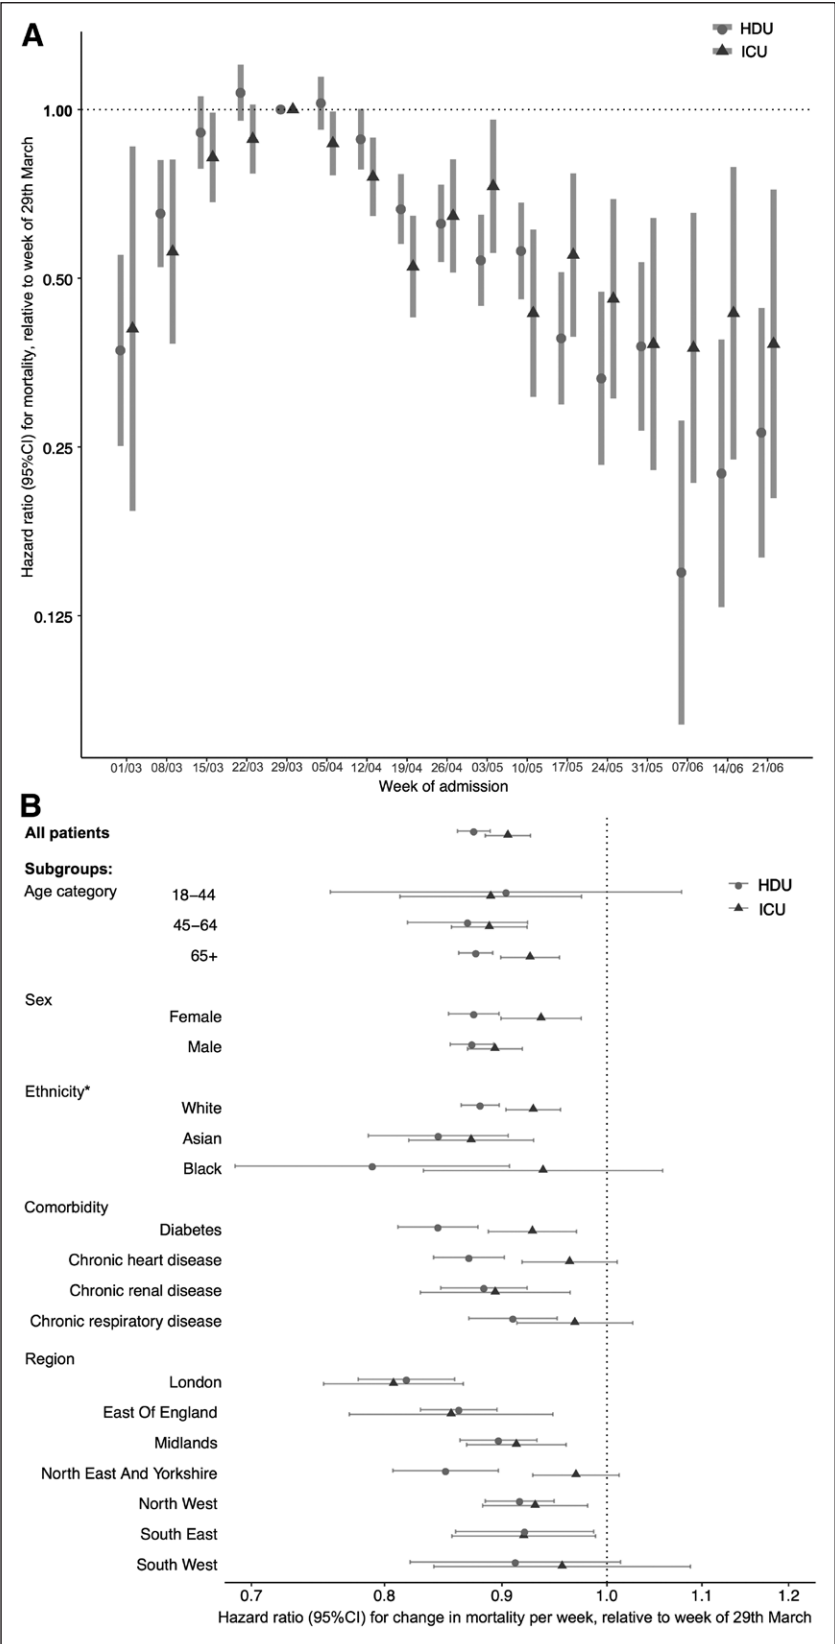 A
HDU
ICU
Hazard ratio (95%CI) for mortality, relative to week of 29th March
1.00
0.50
0.25
0.125
01/03 08/03 15/03 22/03 29/03 05/04 12/04 19/04 26/04 03/05 10/05 17/05 24/05 31/05 07/06 14/06 21/06
Week of admission
B
All patients
Subgroups:
Age category
18–44
HDU
ICU
45–64
65+
Sex
Female
Male
Ethnicity*
White
Asian
Black
Comorbidity
Diabetes
Chronic heart disease
Chronic renal disease
Chronic respiratory disease
Region
London
East Of England
Midlands
North East And Yorkshire
North West
South East
South West
0.7 0.8 0.9 1.0 1.1 1.2
Hazard ratio (95%CI) for change in mortality per week, relative to week of 29th March